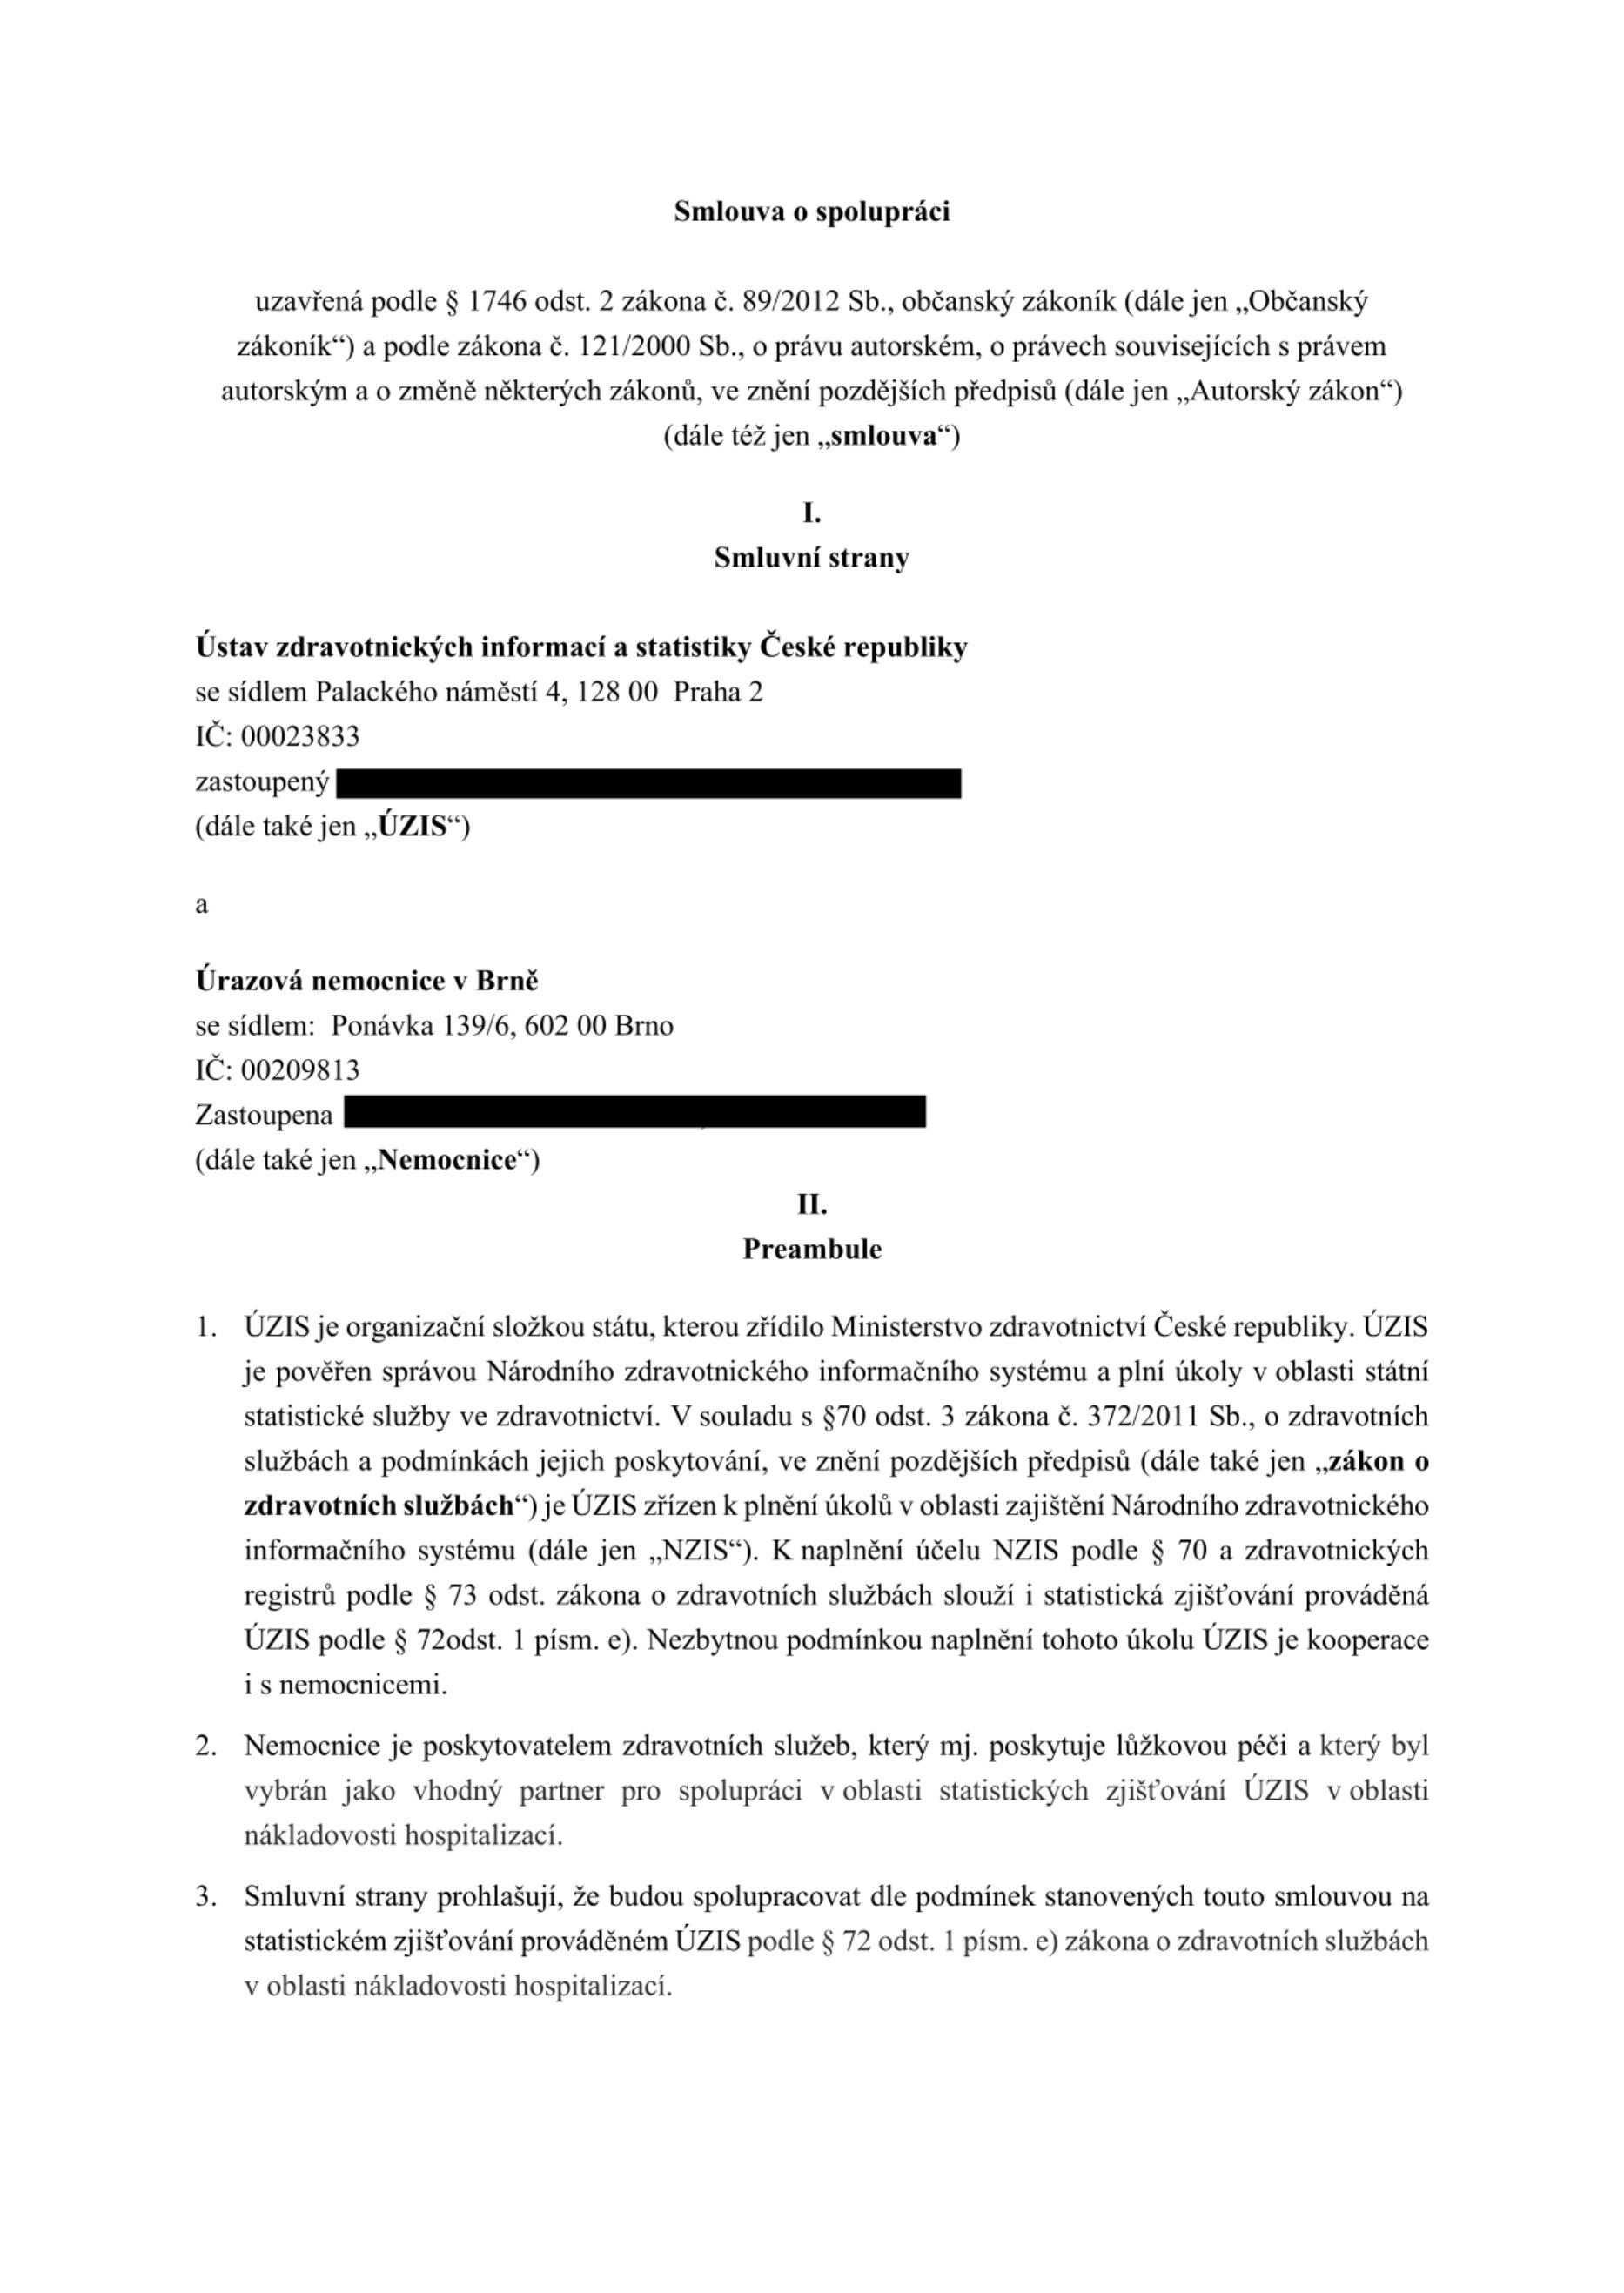 Smlouva o spolupráci
uzavřená podle § 1746 odst. 2 zákona č. 89/2012 Sb., občanský zákoník (dále jen „Občanský
zákoník“) a podle zákona č. 121/2000 Sb., o právu autorském, o právech souvisejících s právem
autorským a o změně některých zákonů, ve znění pozdějších předpisů (dále jen „Autorský zákon“)
(dále též jen „smlouva“)
I.
Smluvní strany
Ústav zdravotnických informací a statistiky České republiky
se sídlem Palackého náměstí 4, 128 00  Praha 2
IČ: 00023833
zastoupený
(dále také jen „ÚZIS“)
a
Úrazová nemocnice v Brně
se sídlem:  Ponávka 139/6, 602 00 Brno
IČ: 00209813
Zastoupena
(dále také jen „Nemocnice“)
II.
Preambule
1. ÚZIS je organizační složkou státu, kterou zřídilo Ministerstvo zdravotnictví České republiky. ÚZIS
je pověřen správou Národního zdravotnického informačního systému a plní úkoly v oblasti státní
statistické služby ve zdravotnictví. V souladu s §70 odst. 3 zákona č. 372/2011 Sb., o zdravotních
službách a podmínkách jejich poskytování, ve znění pozdějších předpisů (dále také jen „zákon o
zdravotních službách“) je ÚZIS zřízen k plnění úkolů v oblasti zajištění Národního zdravotnického
informačního systému (dále jen „NZIS“). K naplnění účelu NZIS podle § 70 a zdravotnických
registrů podle § 73 odst. zákona o zdravotních službách slouží i statistická zjišťování prováděná
ÚZIS podle § 72odst. 1 písm. e). Nezbytnou podmínkou naplnění tohoto úkolu ÚZIS je kooperace
i s nemocnicemi.
2. Nemocnice je poskytovatelem zdravotních služeb, který mj. poskytuje lůžkovou péči a který byl
vybrán jako vhodný partner pro spolupráci v oblasti statistických zjišťování ÚZIS v oblasti
nákladovosti hospitalizací.
3. Smluvní strany prohlašují, že budou spolupracovat dle podmínek stanovených touto smlouvou na
statistickém zjišťování prováděném ÚZIS podle § 72 odst. 1 písm. e) zákona o zdravotních službách
v oblasti nákladovosti hospitalizací.